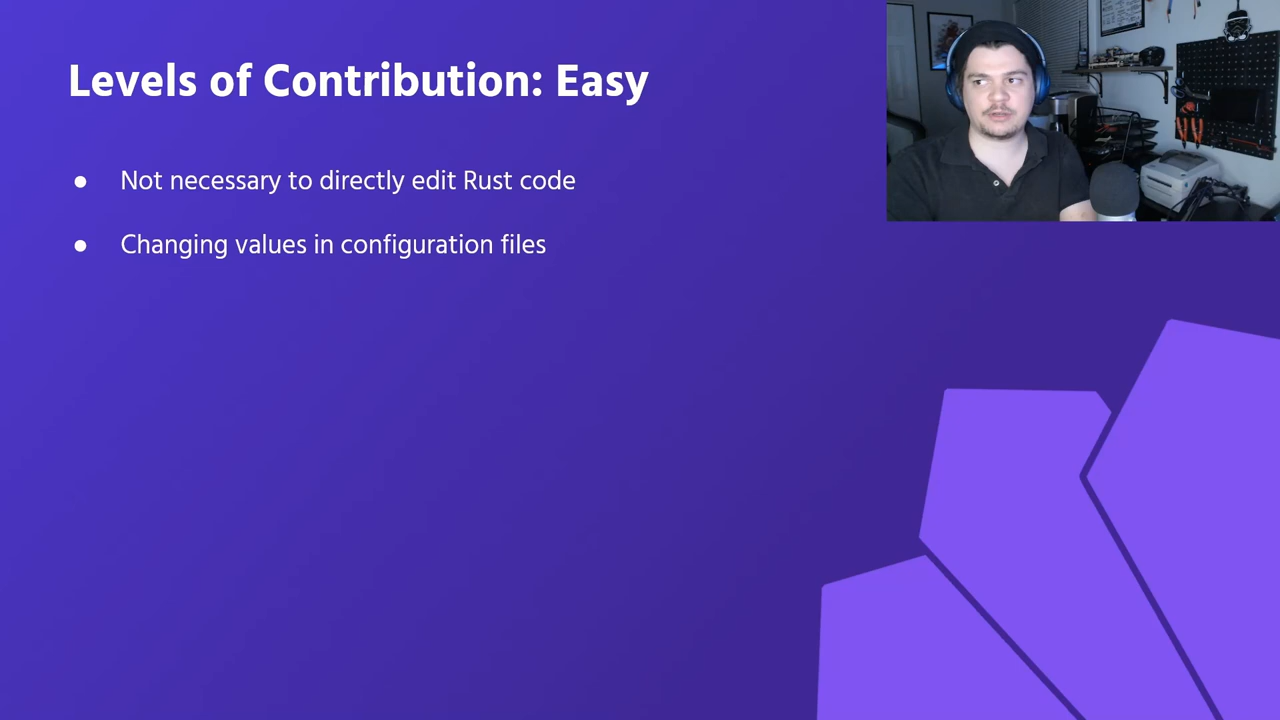 Levels of Contribution: Easy
● Not necessary to directly edit Rust code
● Changing values in configuration files